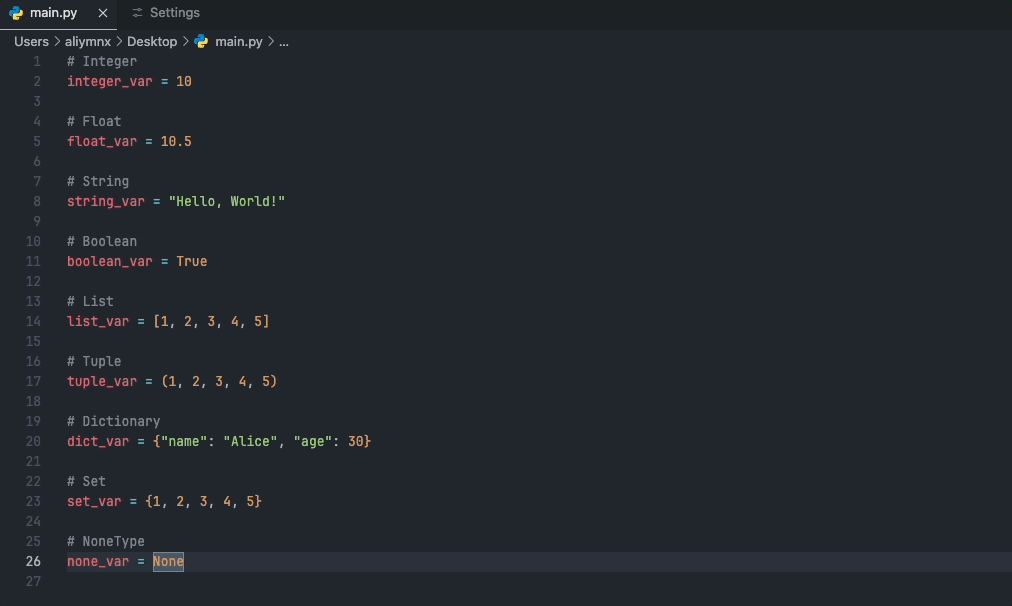 main.py × Settings
Users > aliymnx > Desktop > main.py > ...
1 # Integer
2 integer_var = 10
3
4 # Float
5 float_var = 10.5
6
7 # String
8 string_var = "Hello, World!"
9
10 # Boolean
11 boolean_var = True
12
13 # List
14 list_var = [1, 2, 3, 4, 5]
15
16 # Tuple
17 tuple_var = (1, 2, 3, 4, 5)
18
19 # Dictionary
20 dict_var = {"name": "Alice", "age": 30}
21
22 # Set
23 set_var = {1, 2, 3, 4, 5}
24
25 # NoneType
26 none_var = None
27